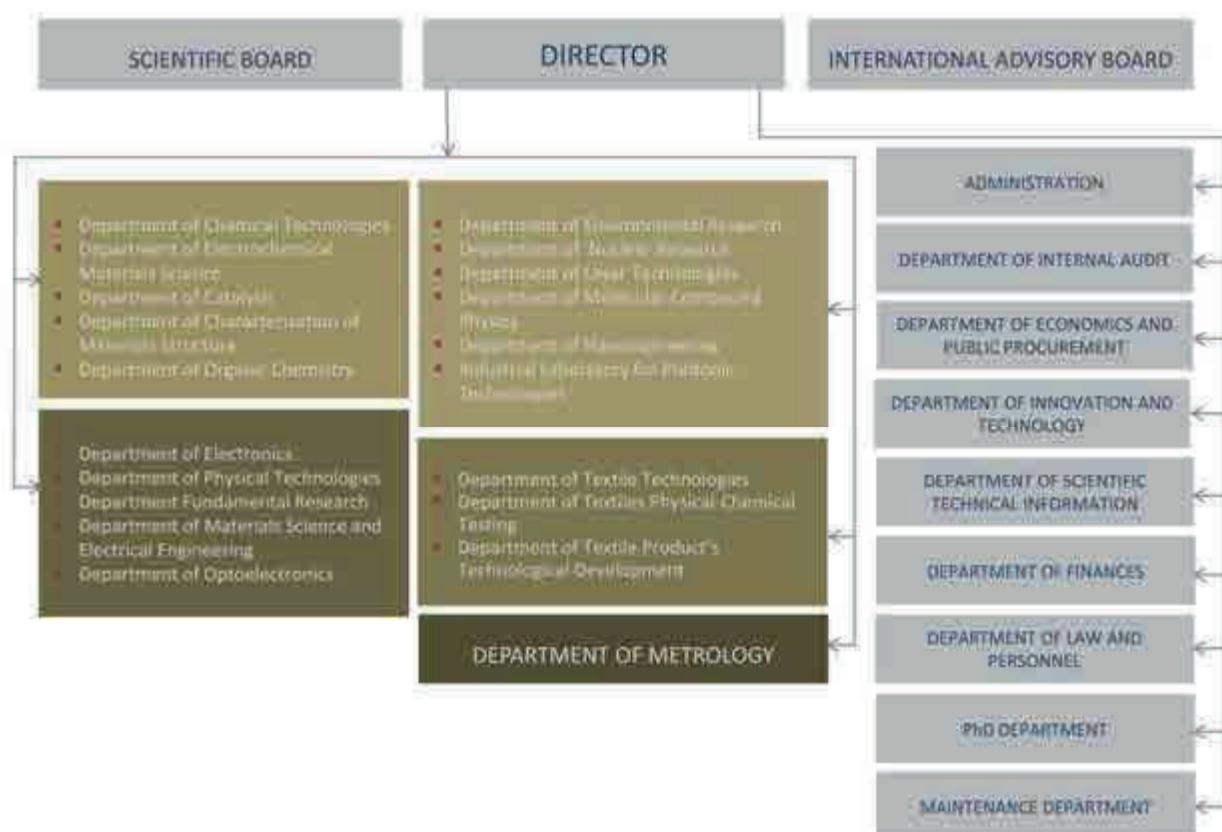 SCIENTIFIC BOARD
DIRECTOR
INTERNATIONAL ADVISORY BOARD
Department of Chemical Technologies
Department of Electrochemical
Materials Science
Department of Catalysis
Department of Characterisation of
Materials Structure
Department of Organic Chemistry
Department of Environmental Research
Department of Nuclear Research
Department of Laser Technologies
Department of Molecular Compound
Physics
Department of Nanoengineering
Industrial Laboratory for Photonic
Technologies
Department of Electronics
Department of Physical Technologies
Department Fundamental Research
Department of Materials Science and
Electrical Engineering
Department of Optoelectronics
Department of Textile Technologies
Department of Textiles Physical Chemical
Testing
Department of Textile Product's
Technological Development
DEPARTMENT OF METROLOGY
ADMINISTRATION
DEPARTMENT OF INTERNAL AUDIT
DEPARTMENT OF ECONOMICS AND
PUBLIC PROCUREMENT
DEPARTMENT OF INNOVATION AND
TECHNOLOGY
DEPARTMENT OF SCIENTIFIC
TECHNICAL INFORMATION
DEPARTMENT OF FINANCES
DEPARTMENT OF LAW AND
PERSONNEL
PhD DEPARTMENT
MAINTENANCE DEPARTMENT